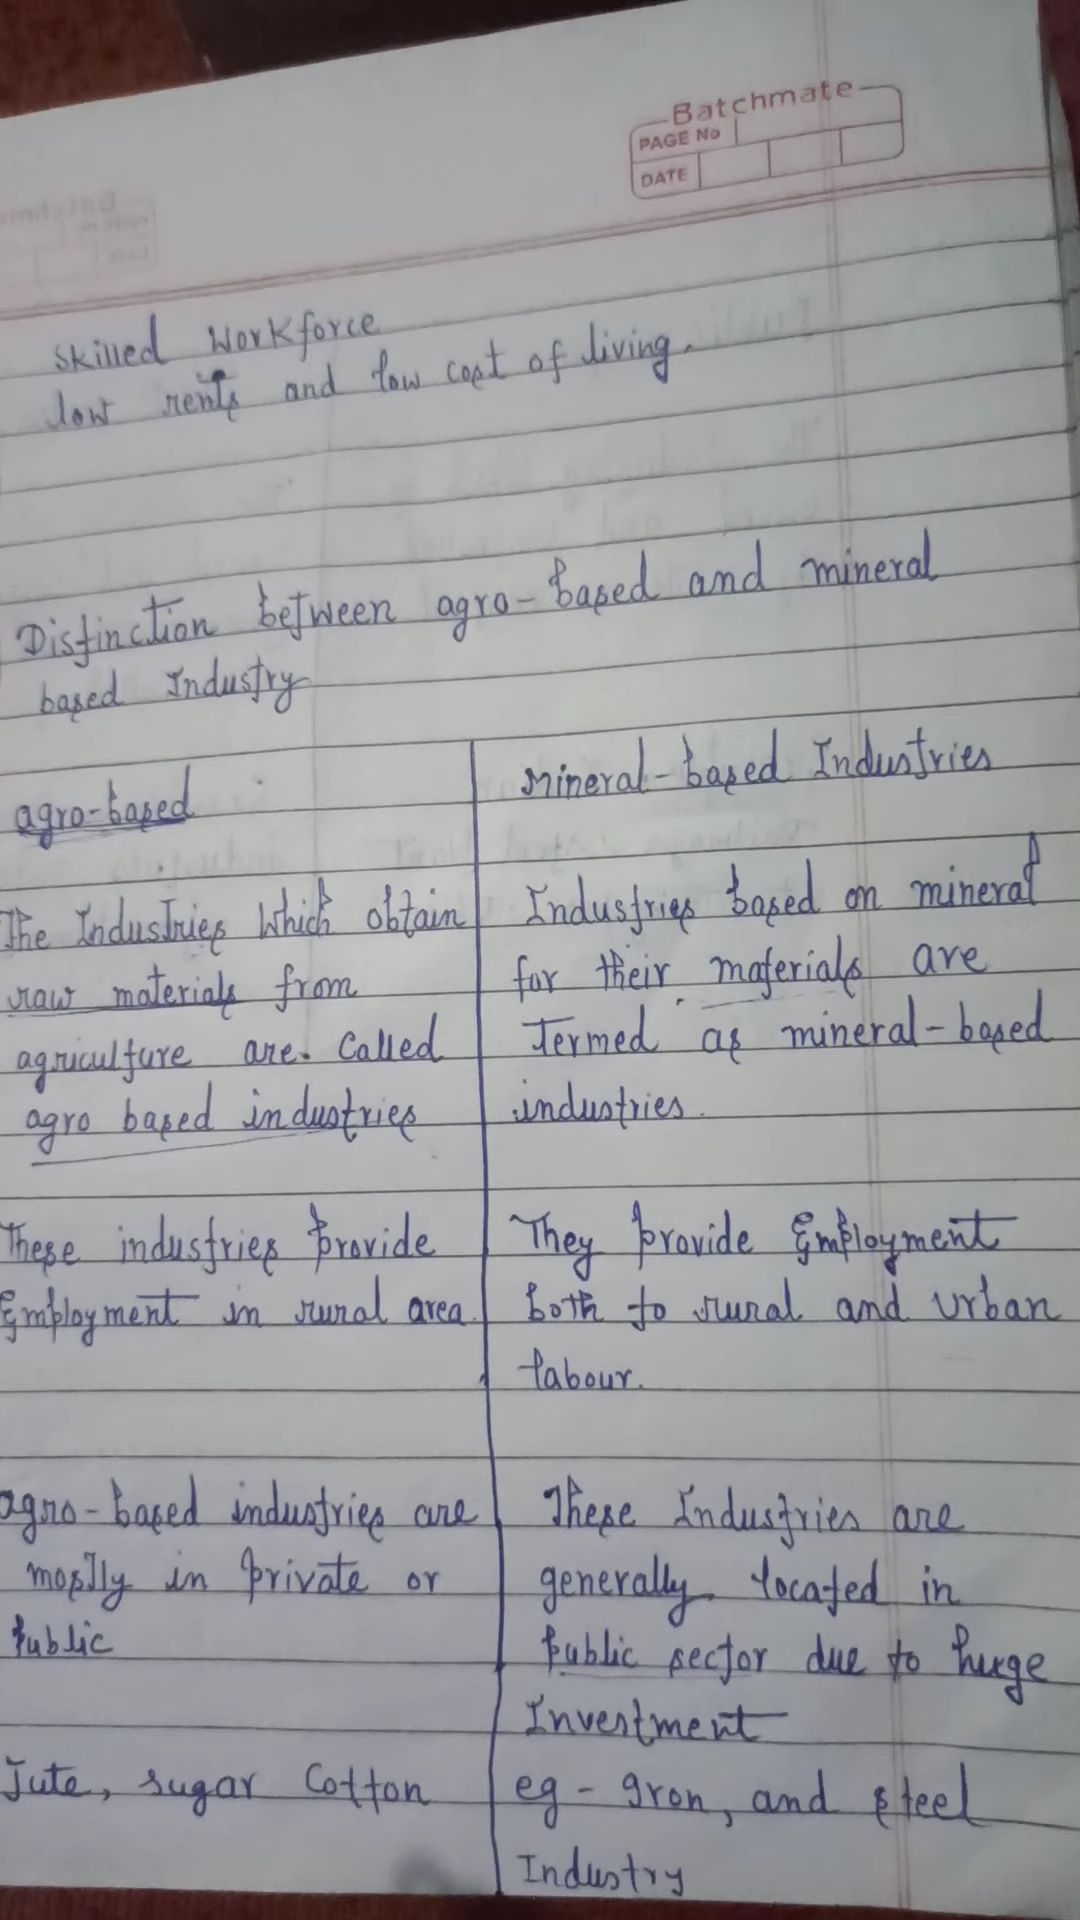 Batchmate
PAGE No
DATE
skilled workforce
low rents and low cost of living.
Distinction between agro-based and mineral
based Industry
agro-based
The Industries which obtain
raw materials from
agriculture are. called
agro based industries
These industries provide
Employment in rural area.
agro-based industries are
mostly in private or
public
Jute, sugar cotton
Mineral-based Industries
Industries based on mineral
for their materials are
termed as mineral-based
industries.
They provide Employment
both to rural and urban
labour.
These Industries are
generally located in
public sector due to huge
Investment
eg - Iron, and steel
Industry